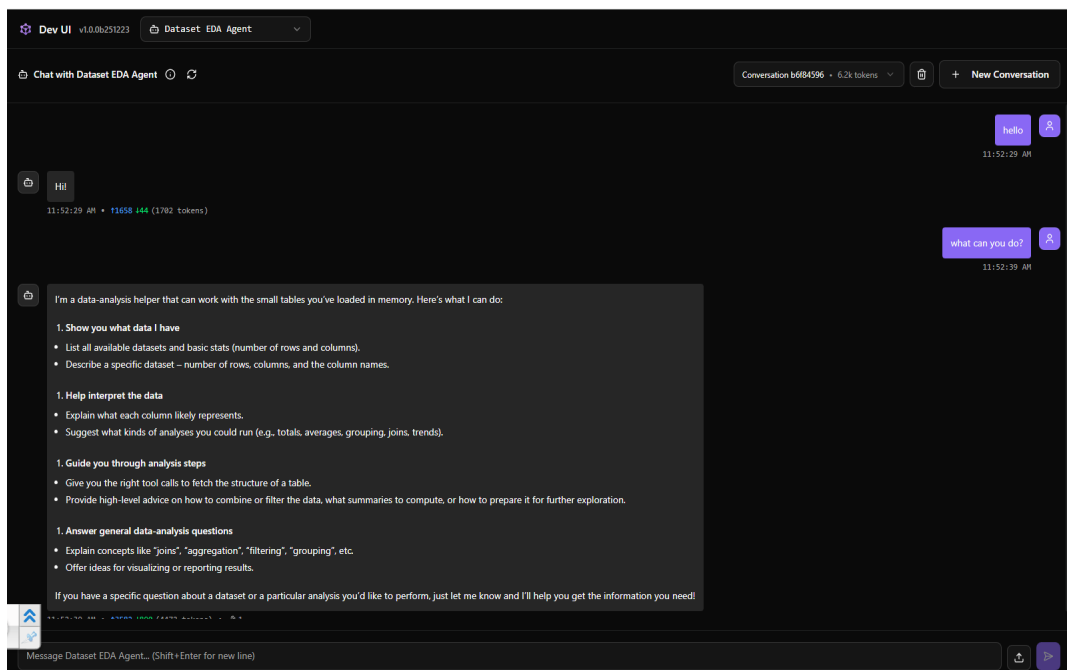 Dev UI v1.0.0b251223 Dataset EDA Agent
Chat with Dataset EDA Agent Conversation b6f84596 • 6.2k tokens + New Conversation
hello
11:52:29 AM
Hi!
11:52:29 AM • ↑1658 ↓44 (1702 tokens)
what can you do?
11:52:39 AM
I'm a data-analysis helper that can work with the small tables you've loaded in memory. Here's what I can do:
1. Show you what data I have
• List all available datasets and basic stats (number of rows and columns).
• Describe a specific dataset – number of rows, columns, and the column names.
1. Help interpret the data
• Explain what each column likely represents.
• Suggest what kinds of analyses you could run (e.g., totals, averages, grouping, joins, trends).
1. Guide you through analysis steps
• Give you the right tool calls to fetch the structure of a table.
• Provide high-level advice on how to combine or filter the data, what summaries to compute, or how to prepare it for further exploration.
1. Answer general data-analysis questions
• Explain concepts like "joins", "aggregation", "filtering", "grouping", etc.
• Offer ideas for visualizing or reporting results.
If you have a specific question about a dataset or a particular analysis you'd like to perform, just let me know and I'll help you get the information you need!
Message Dataset EDA Agent... (Shift+Enter for new line)